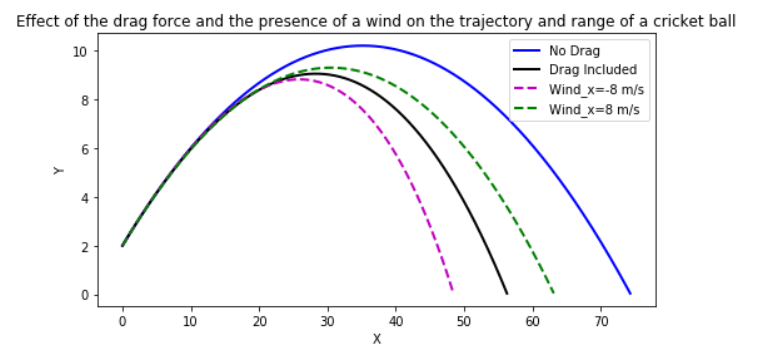 Effect of the drag force and the presence of a wind on the trajectory and range of a cricket ball
No Drag
Drag Included
Wind_x=-8 m/s
Wind_x=8 m/s
10
8
6
4
2
0
Y
0 10 20 30 40 50 60 70
X